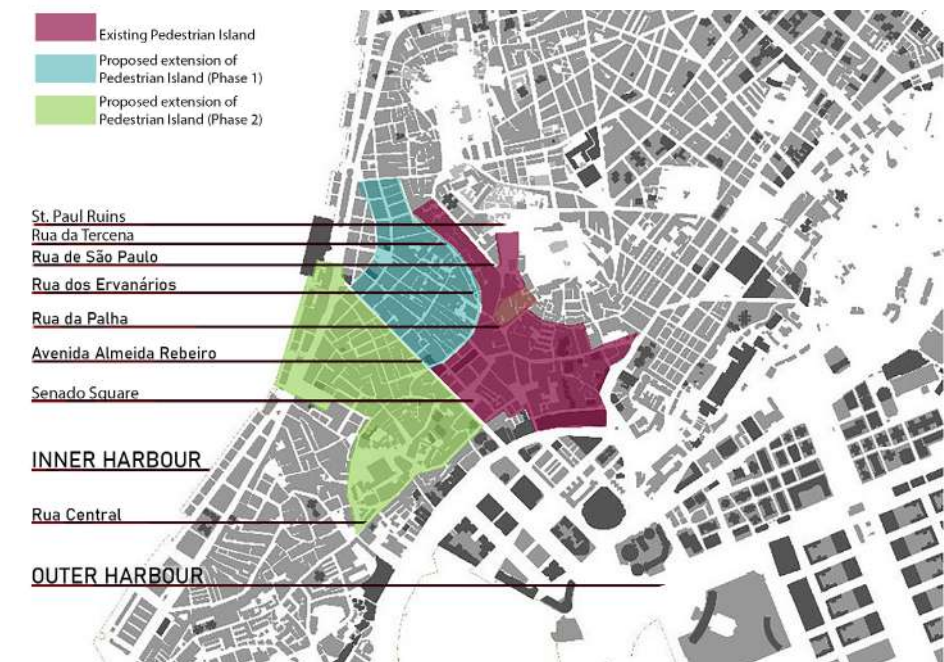 Existing Pedestrian Island
Proposed extension of
Pedestrian Island (Phase 1)
Proposed extension of
Pedestrian Island (Phase 2)
St. Paul Ruins
Rua da Tercena
Rua de São Paulo
Rua dos Ervanários
Rua da Palha
Avenida Almeida Rebeiro
Senado Square
INNER HARBOUR
Rua Central
OUTER HARBOUR